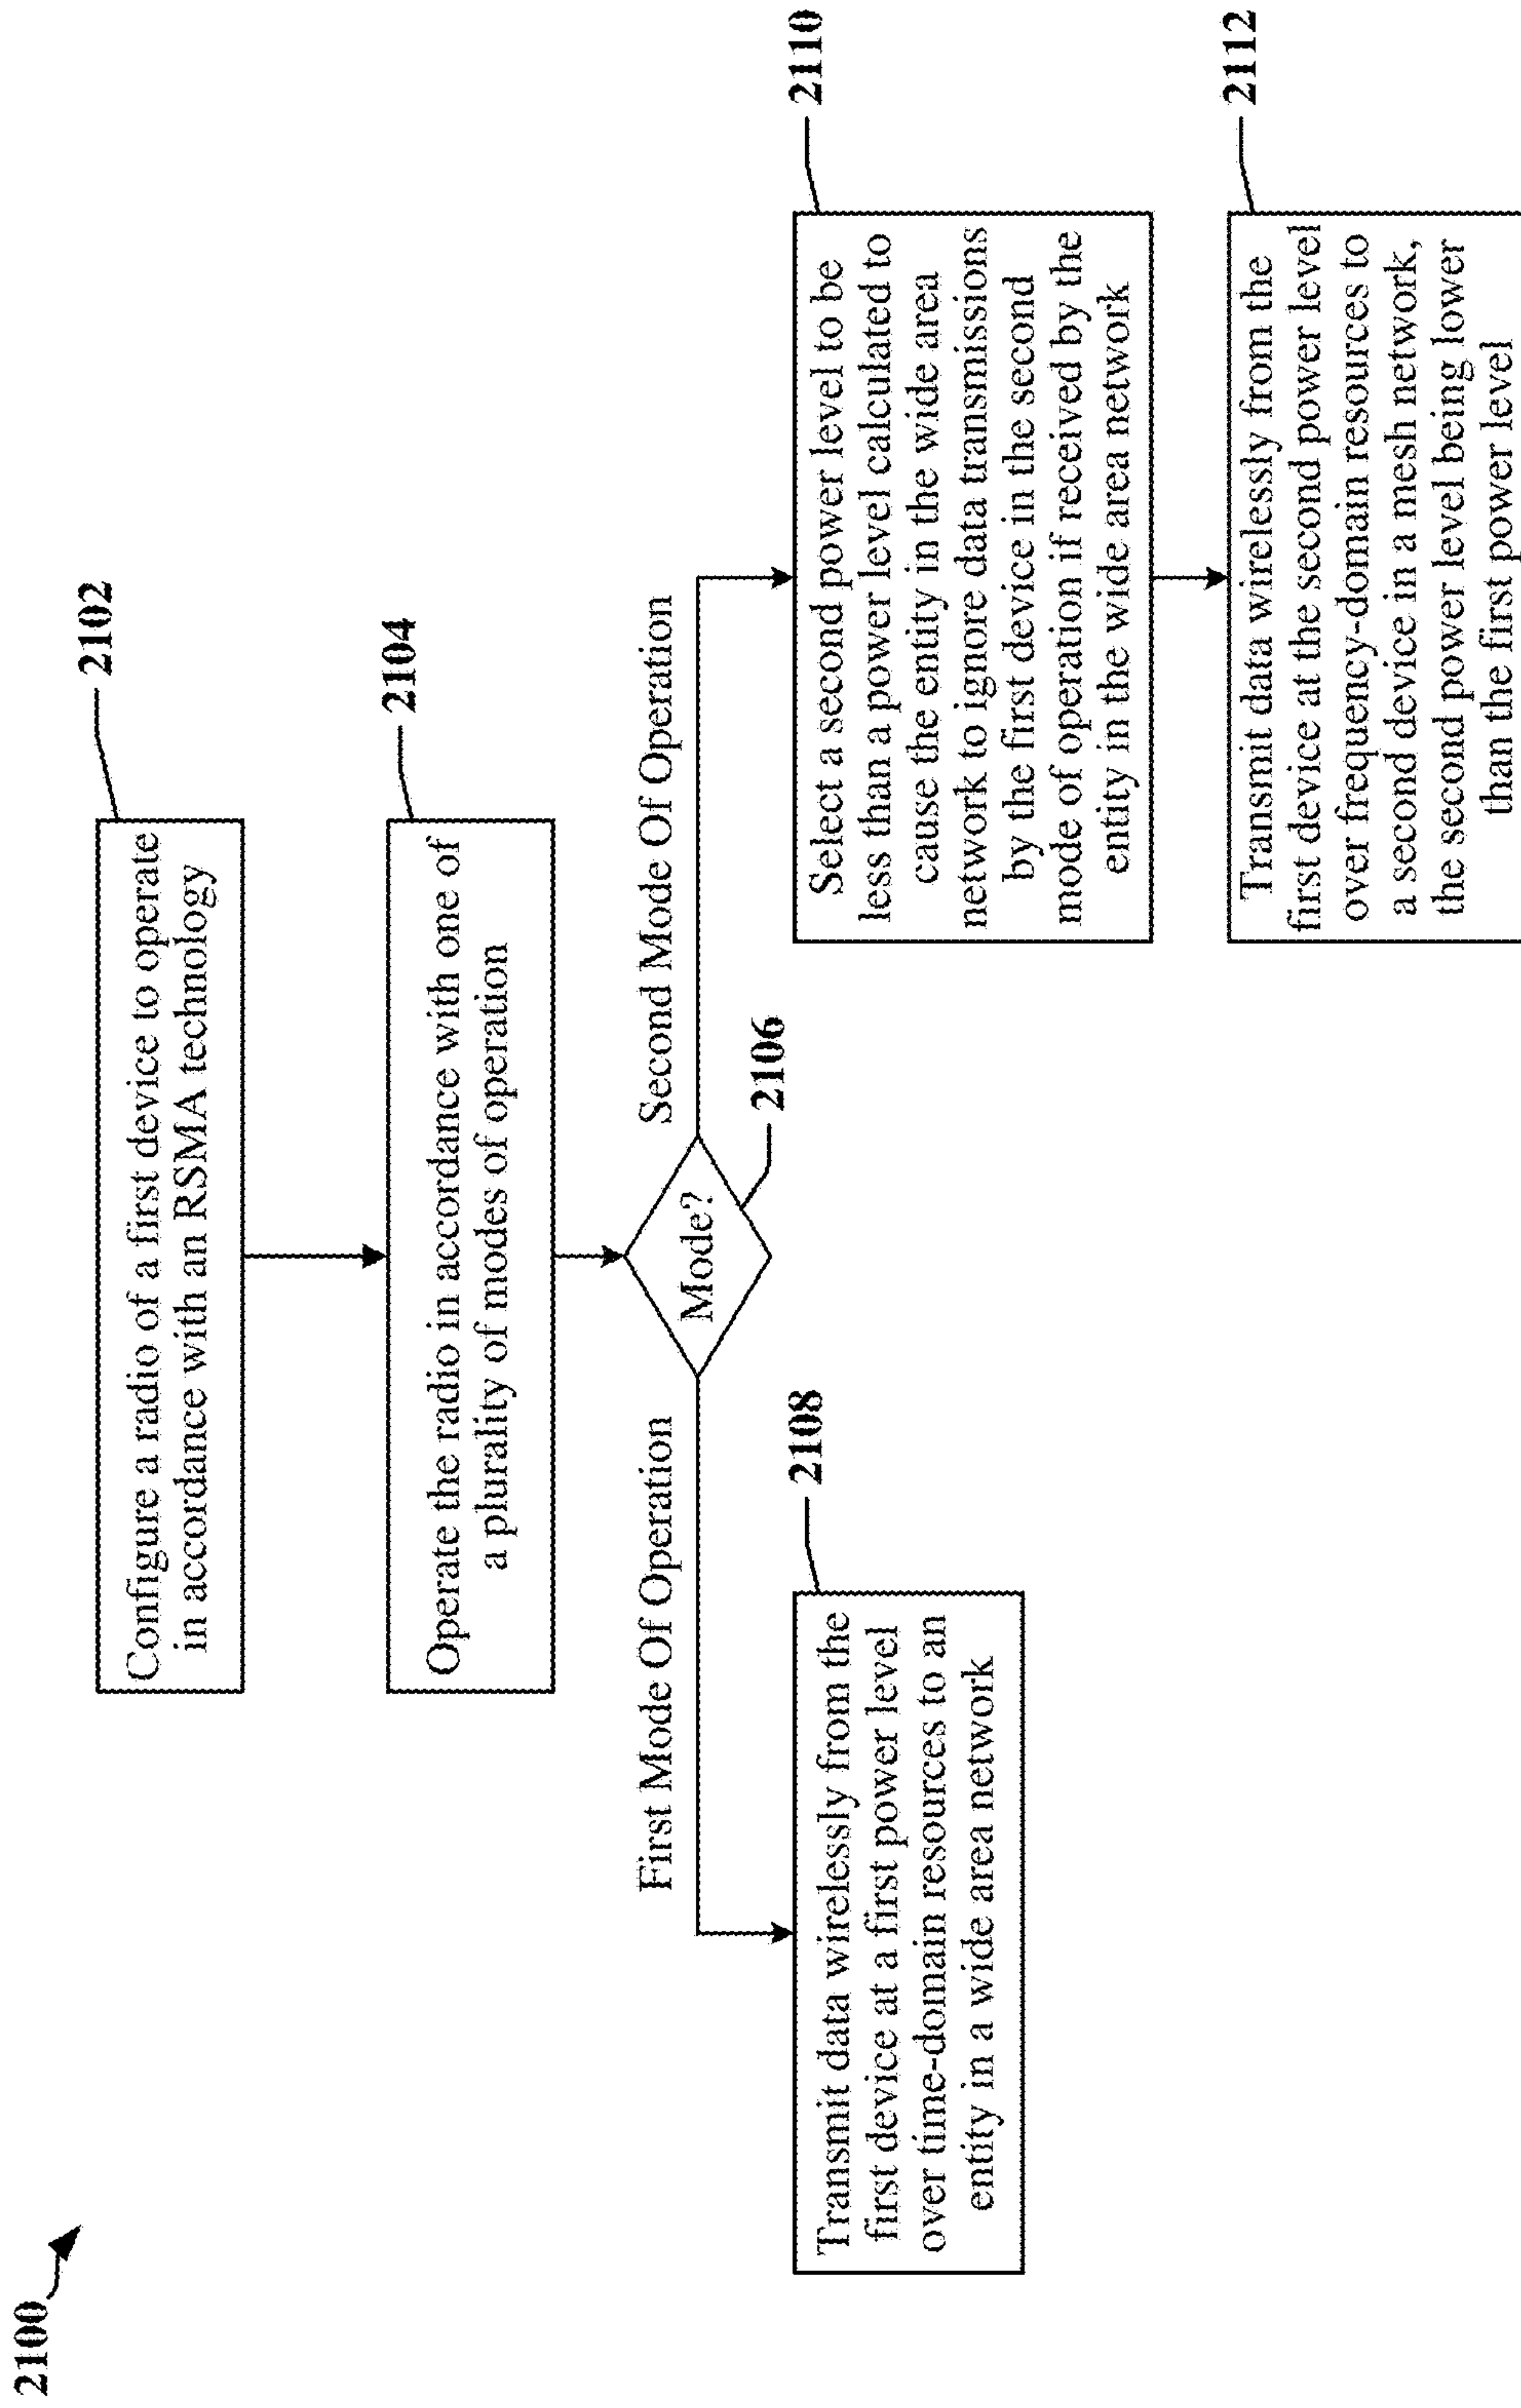 2100
Configure a radio of a first device to operate
in accordance with an RSMA technology
2102
Operate the radio in accordance with one of
a plurality of modes of operation
2104
First Mode Of Operation
Mode?
2106
Second Mode Of Operation
Transmit data wirelessly from the
first device at a first power level
over time-domain resources to an
entity in a wide area network
2108
Select a second power level to be
less than a power level calculated to
cause the entity in the wide area
network to ignore data transmissions
by the first device in the second
mode of operation if received by the
entity in the wide area network
2110
Transmit data wirelessly from the
first device at the second power level
over frequency-domain resources to
a second device in a mesh network,
the second power level being lower
than the first power level
2112